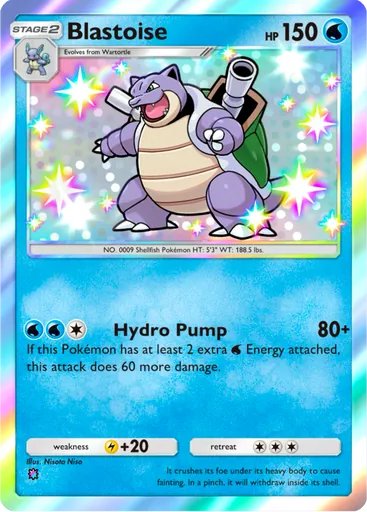 STAGE2 Blastoise HP 150
Evolves from Wartortle
NO. 0009 Shellfish Pokémon HT: 5'3" WT: 188.5 lbs.
Hydro Pump 80+
If this Pokémon has at least 2 extra Energy attached,
this attack does 60 more damage.
weakness +20 retreat
Illus. Nisota Niso
It crushes its foe under its heavy body to cause
fainting. In a pinch, it will withdraw inside its shell.